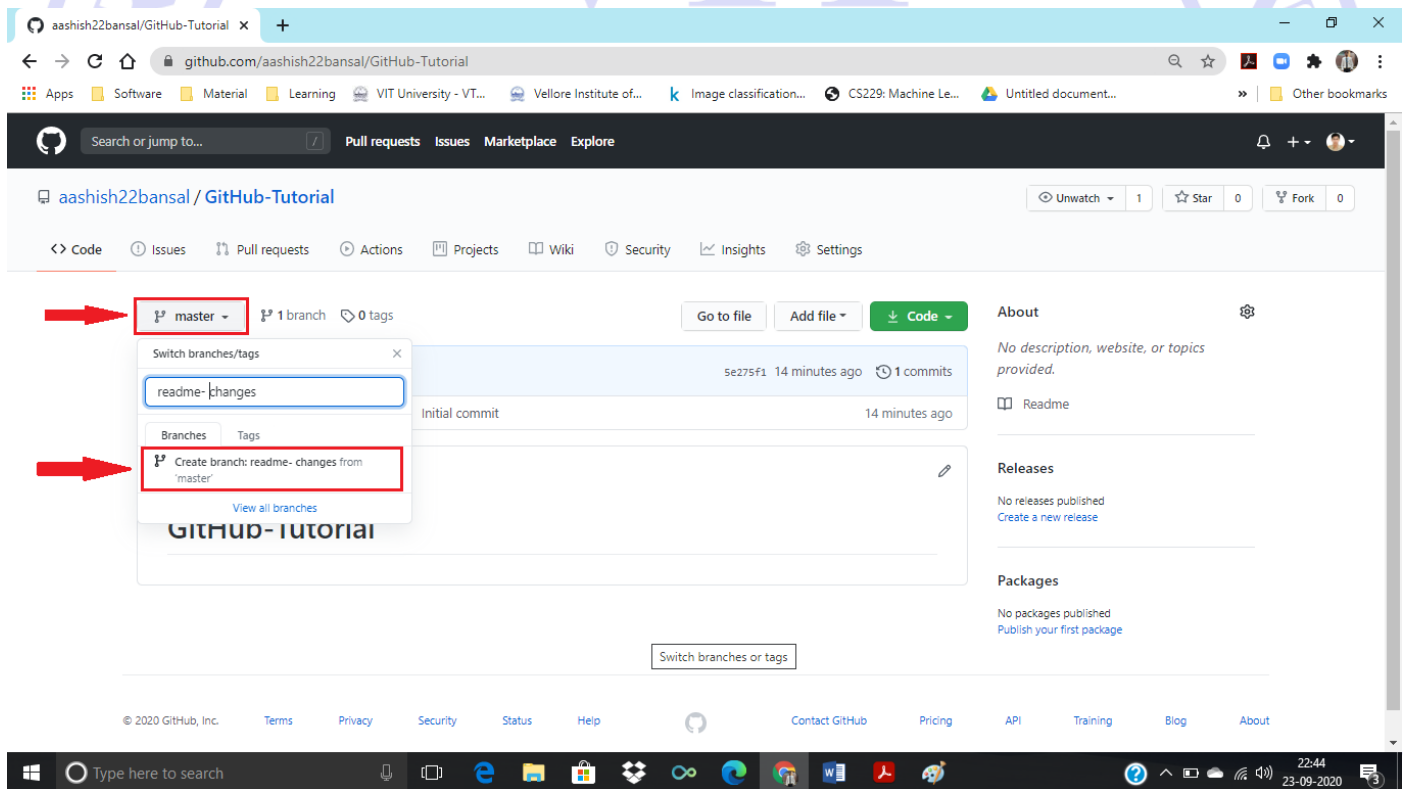 aashish22bansal/GitHub-Tutorial
github.com/aashish22bansal/GitHub-Tutorial
Apps Software Material Learning VIT University - VT... Vellore Institute of... k Image classification... CS229: Machine Le... Untitled document... » Other bookmarks
Search or jump to... / Pull requests Issues Marketplace Explore
aashish22bansal / GitHub-Tutorial Unwatch 1 Star 0 Fork 0
<> Code Issues Pull requests Actions Projects Wiki Security Insights Settings
master 1 branch 0 tags Go to file Add file Code
About
Switch branches/tags
No description, website, or topics
provided.
5e275f1 14 minutes ago 1 commits
readme- changes
Readme
Initial commit 14 minutes ago
Branches Tags
Create branch: readme- changes from
'master'
View all branches
GitHub-Tutorial
Releases
No releases published
Create a new release
Packages
No packages published
Publish your first package
Switch branches or tags
© 2020 GitHub, Inc. Terms Privacy Security Status Help Contact GitHub Pricing API Training Blog About
Type here to search
22:44
23-09-2020
3